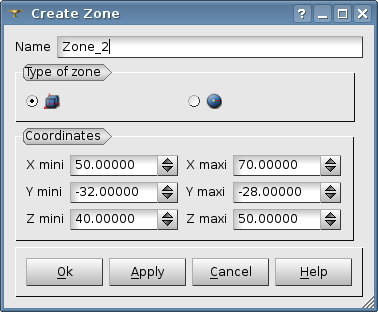 Create Zone
Name Zone_2
Type of zone
Coordinates
X mini 50.00000 X maxi 70.00000
Y mini -32.00000 Y maxi -28.00000
Z mini 40.00000 Z maxi 50.00000
Ok Apply Cancel Help